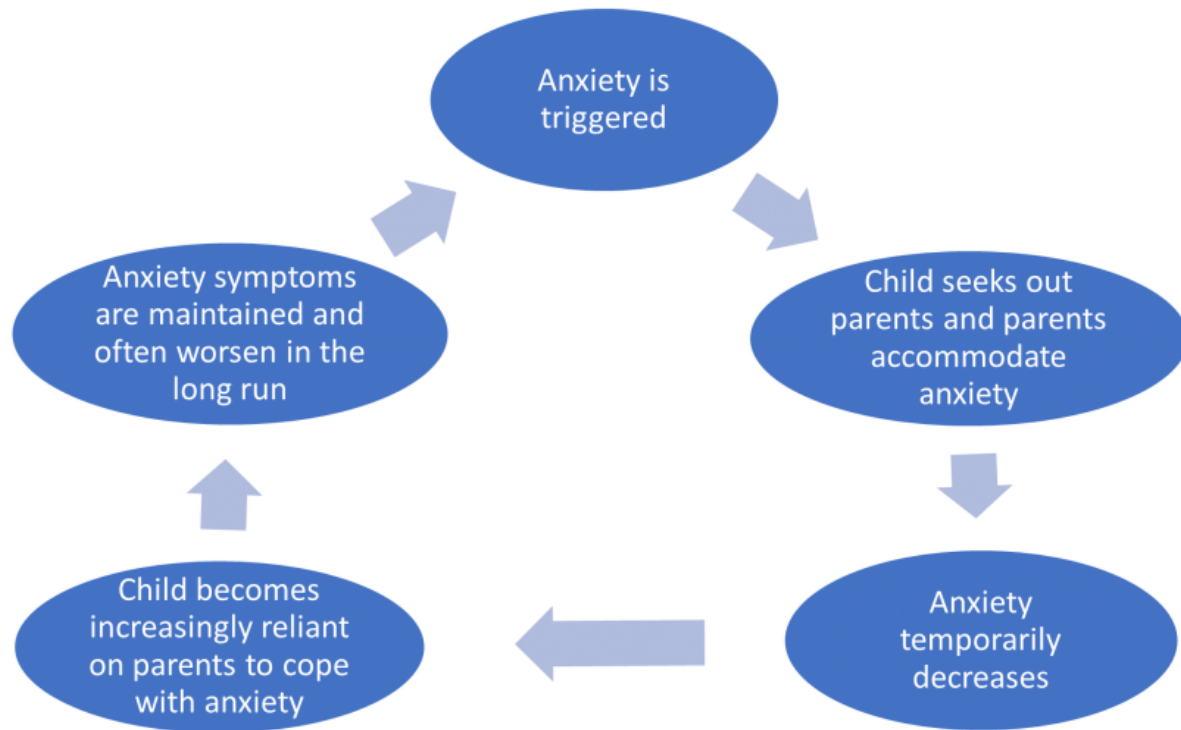 Anxiety is
triggered
Child seeks out
parents and parents
accommodate
anxiety
Anxiety
temporarily
decreases
Child becomes
increasingly reliant
on parents to cope
with anxiety
Anxiety symptoms
are maintained and
often worsen in the
long run